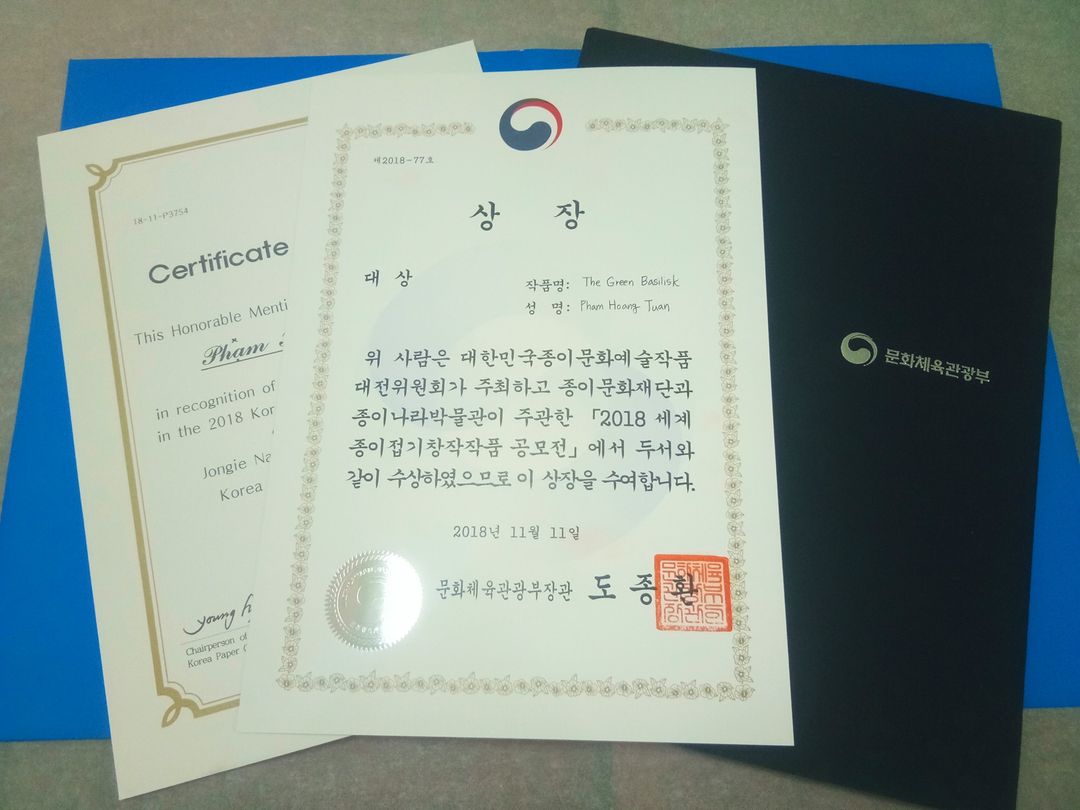 18-11-P3754
Certificate
This Honorable Menti
Phạm
in recognition of
in the 2018 Kor
Jongie Na
Korea
Chairperson of
Korea Paper C
제2018-77호
상 장
대 상
작품명: The Green Basilisk
성 명: Pham Hoang Tuan
위 사람은 대한민국종이문화예술작품
대전위원회가 주최하고 종이문화재단과
종이나라박물관이 주관한 「2018 세계
종이접기창작작품 공모전」에서 두서와
같이 수상하였으므로 이 상장을 수여합니다.
2018년 11월 11일
문화체육관광부장관 도종환
문화체육관광부